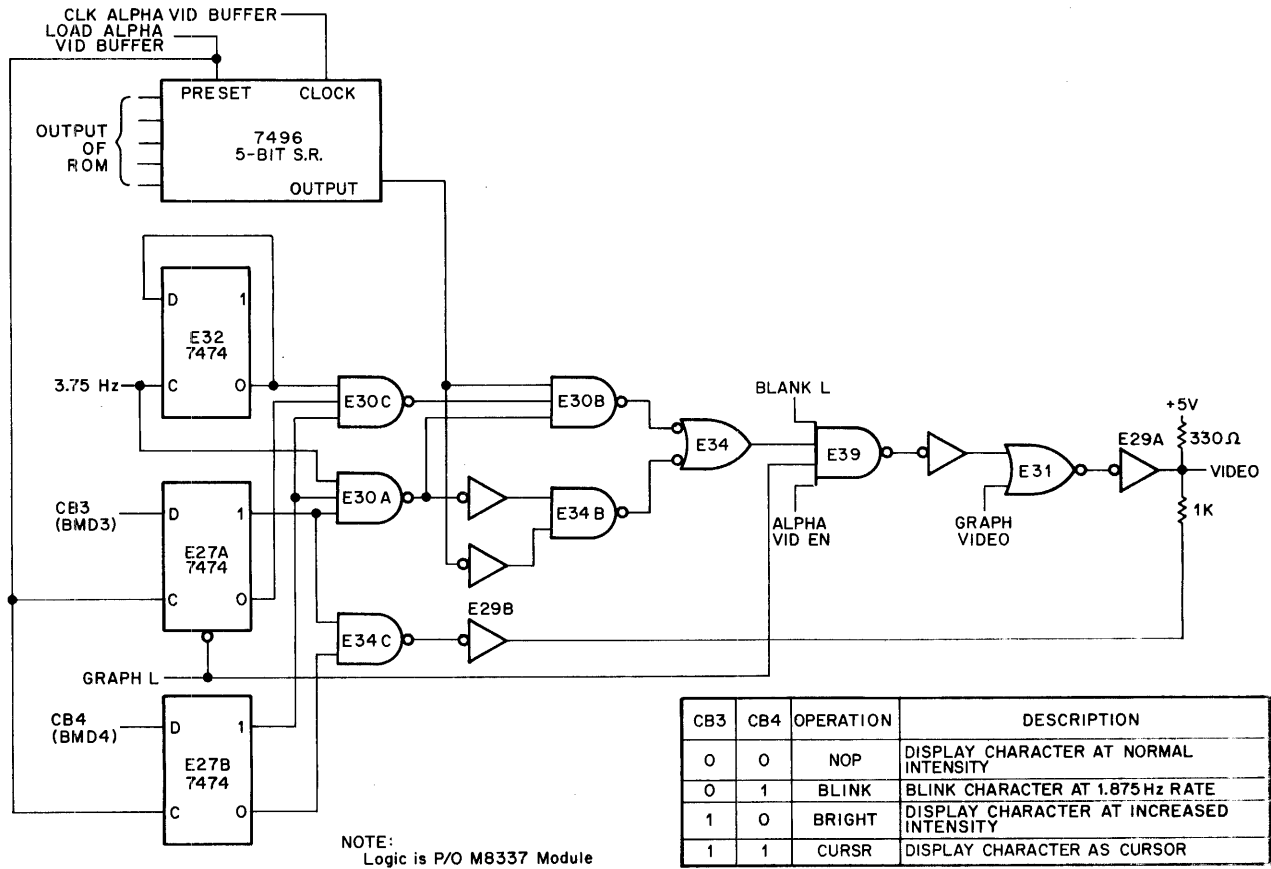 CLK ALPHA VID BUFFER
LOAD ALPHA
VID BUFFER
PRESET CLOCK
OUTPUT
OF
ROM
7496
5-BIT S.R.
OUTPUT
D 1
E32
7474
3.75 Hz
C 0
E30C
E30B
BLANK L
+5V
330Ω
E34
E39
E31
E29A
VIDEO
1K
CB3
(BMD3)
D 1
E27A
7474
C 0
E30A
E34B
ALPHA
VID EN
GRAPH
VIDEO
E34C
E29B
GRAPH L
CB4
(BMD4)
D 1
E27B
7474
C 0
NOTE:
Logic is P/O M8337 Module
CB3 CB4 OPERATION DESCRIPTION
0 0 NOP DISPLAY CHARACTER AT NORMAL
INTENSITY
0 1 BLINK BLINK CHARACTER AT 1.875Hz RATE
1 0 BRIGHT DISPLAY CHARACTER AT INCREASED
INTENSITY
1 1 CURSR DISPLAY CHARACTER AS CURSOR